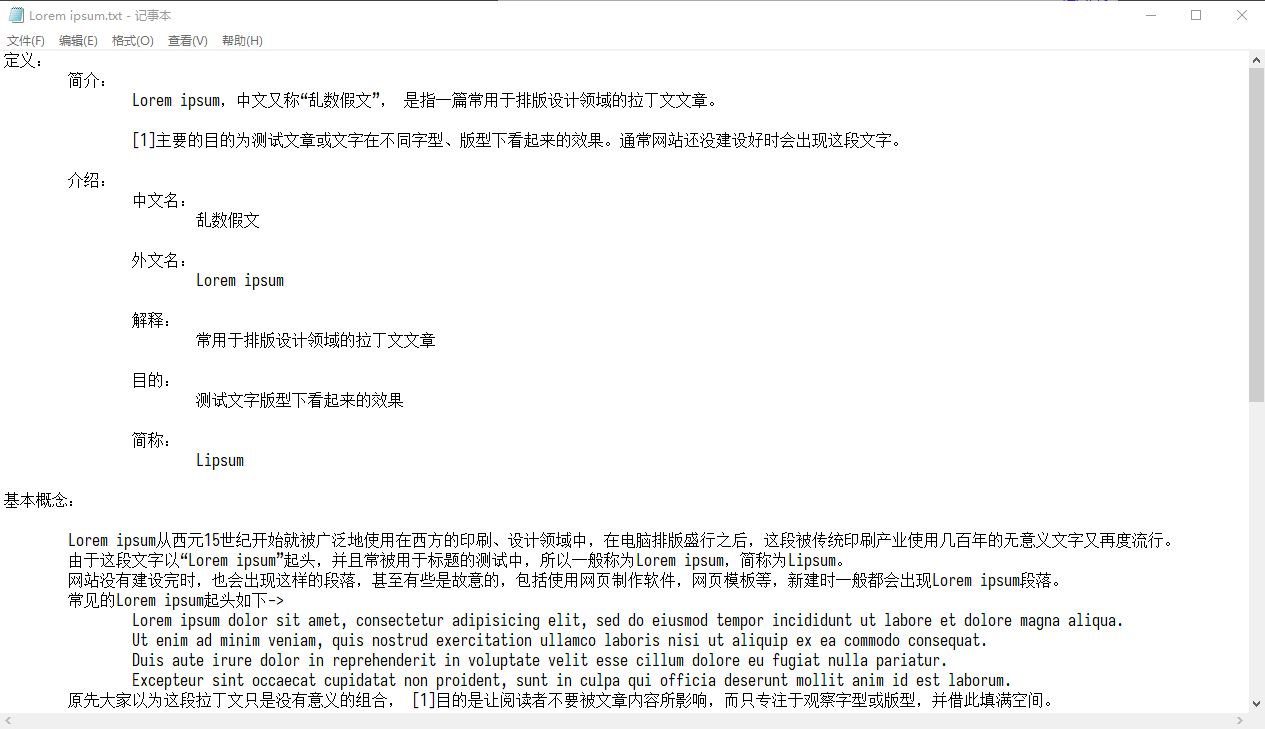 Lorem ipsum.txt - 记事本
文件(F) 编辑(E) 格式(O) 查看(V) 帮助(H)
定义:
简介:
Lorem ipsum, 中文又称“乱数假文”, 是指一篇常用于排版设计领域的拉丁文文章。
[1]主要的目的为测试文章或文字在不同字型、版型下看起来的效果。通常网站还没建设好时会出现这段文字。
介绍:
中文名:
乱数假文
外文名:
Lorem ipsum
解释:
常用于排版设计领域的拉丁文文章
目的:
测试文字版型下看起来的效果
简称:
Lipsum
基本概念:
Lorem ipsum从西元15世纪开始就被广泛地使用在西方的印刷、设计领域中, 在电脑排版盛行之后, 这段被传统印刷产业使用几百年的无意义文字又再度流行。
由于这段文字以“Lorem ipsum”起头, 并且常被用于标题的测试中, 所以一般称为Lorem ipsum, 简称为Lipsum。
网站没有建设完时, 也会出现这样的段落, 甚至有些是故意的, 包括使用网页制作软件, 网页模板等, 新建时一般都会出现Lorem ipsum段落。
常见的Lorem ipsum起头如下->
Lorem ipsum dolor sit amet, consectetur adipisicing elit, sed do eiusmod tempor incididunt ut labore et dolore magna aliqua.
Ut enim ad minim veniam, quis nostrud exercitation ullamco laboris nisi ut aliquip ex ea commodo consequat.
Duis aute irure dolor in reprehenderit in voluptate velit esse cillum dolore eu fugiat nulla pariatur.
Excepteur sint occaecat cupidatat non proident, sunt in culpa qui officia deserunt mollit anim id est laborum.
原先大家以为这段拉丁文只是没有意义的组合, [1]目的是让阅读者不要被文章内容所影响, 而只专注于观察字型或版型, 并借此填满空间。